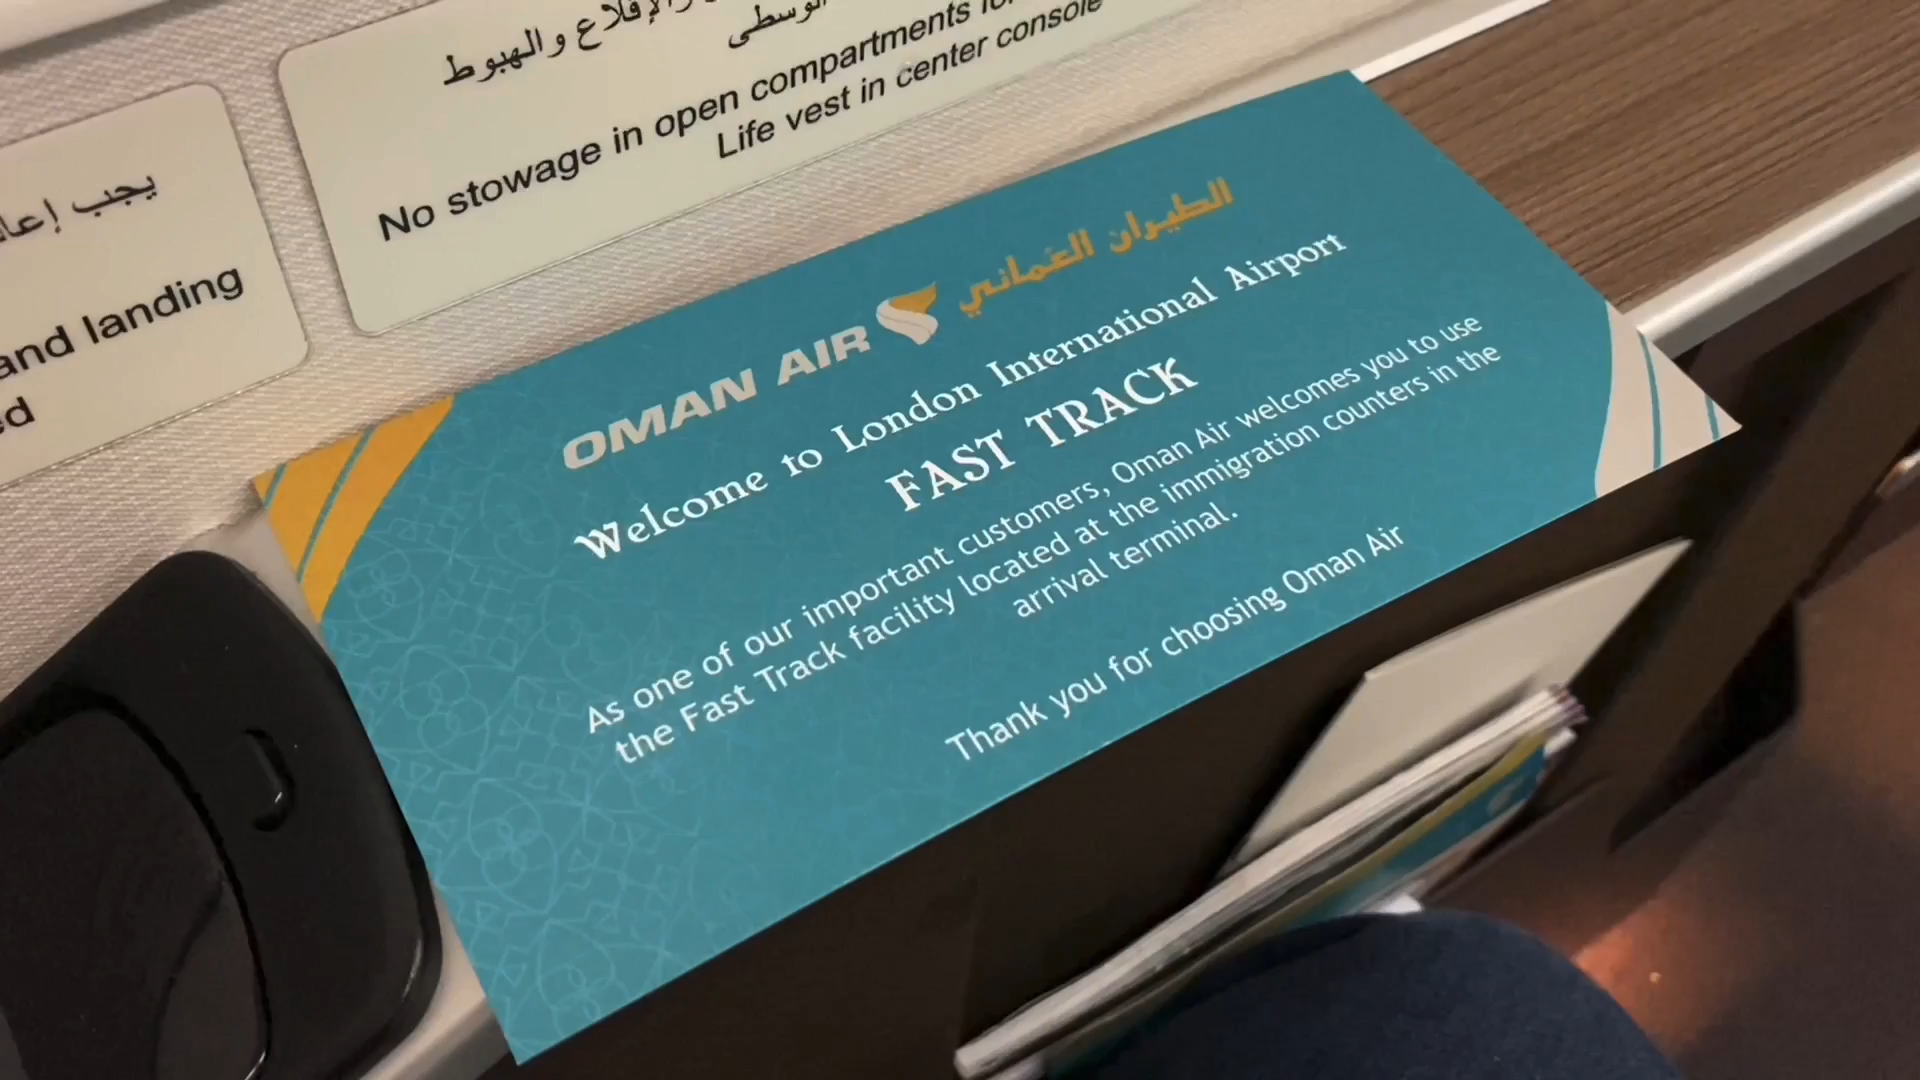 والإقلاع والهبوط
الوسطى
No stowage in open compartments
Life vest in center console
يجب
and landing
OMAN AIR الطيران العماني
Welcome to London International Airport
FAST TRACK
As one of our important customers, Oman Air welcomes you to use
the Fast Track facility located at the immigration counters in the
arrival terminal.
Thank you for choosing Oman Air